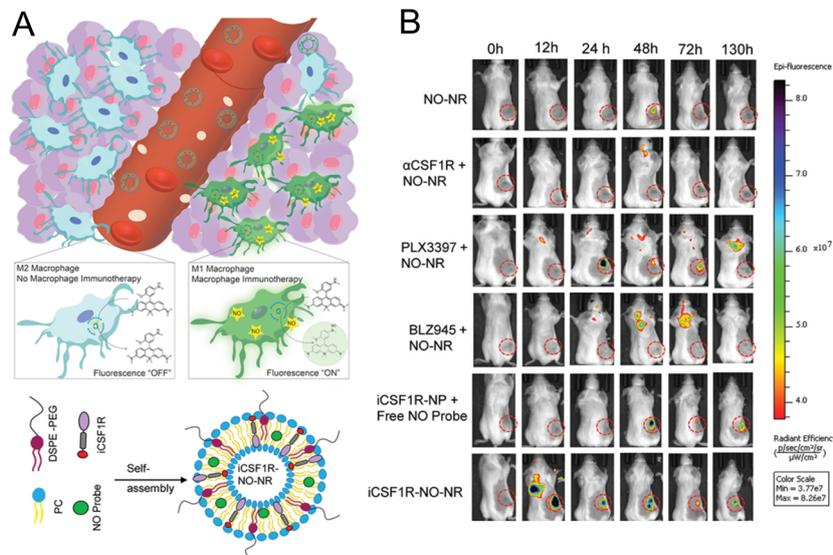 A
M2 Macrophage
No Macrophage Immunotherapy
Fluorescence "OFF"
M1 Macrophage
Macrophage Immunotherapy
NO
NO
NO
Fluorescence "ON"
DSPE -PEG
iCSF1R
PC
NO Probe
Self-
assembly
iCSF1R-
NO-NR
B
0h 12h 24 h 48h 72h 130h
NO-NR
αCSF1R +
NO-NR
PLX3397 +
NO-NR
BLZ945 +
NO-NR
iCSF1R-NP +
Free NO Probe
iCSF1R-NO-NR
Epi-fluorescence
8.0
7.0
6.0 x10⁷
5.0
4.0
Radiant Efficiency
(p/sec/cm²/sr
µW/cm²)
Color Scale
Min = 3.77e7
Max = 8.26e7